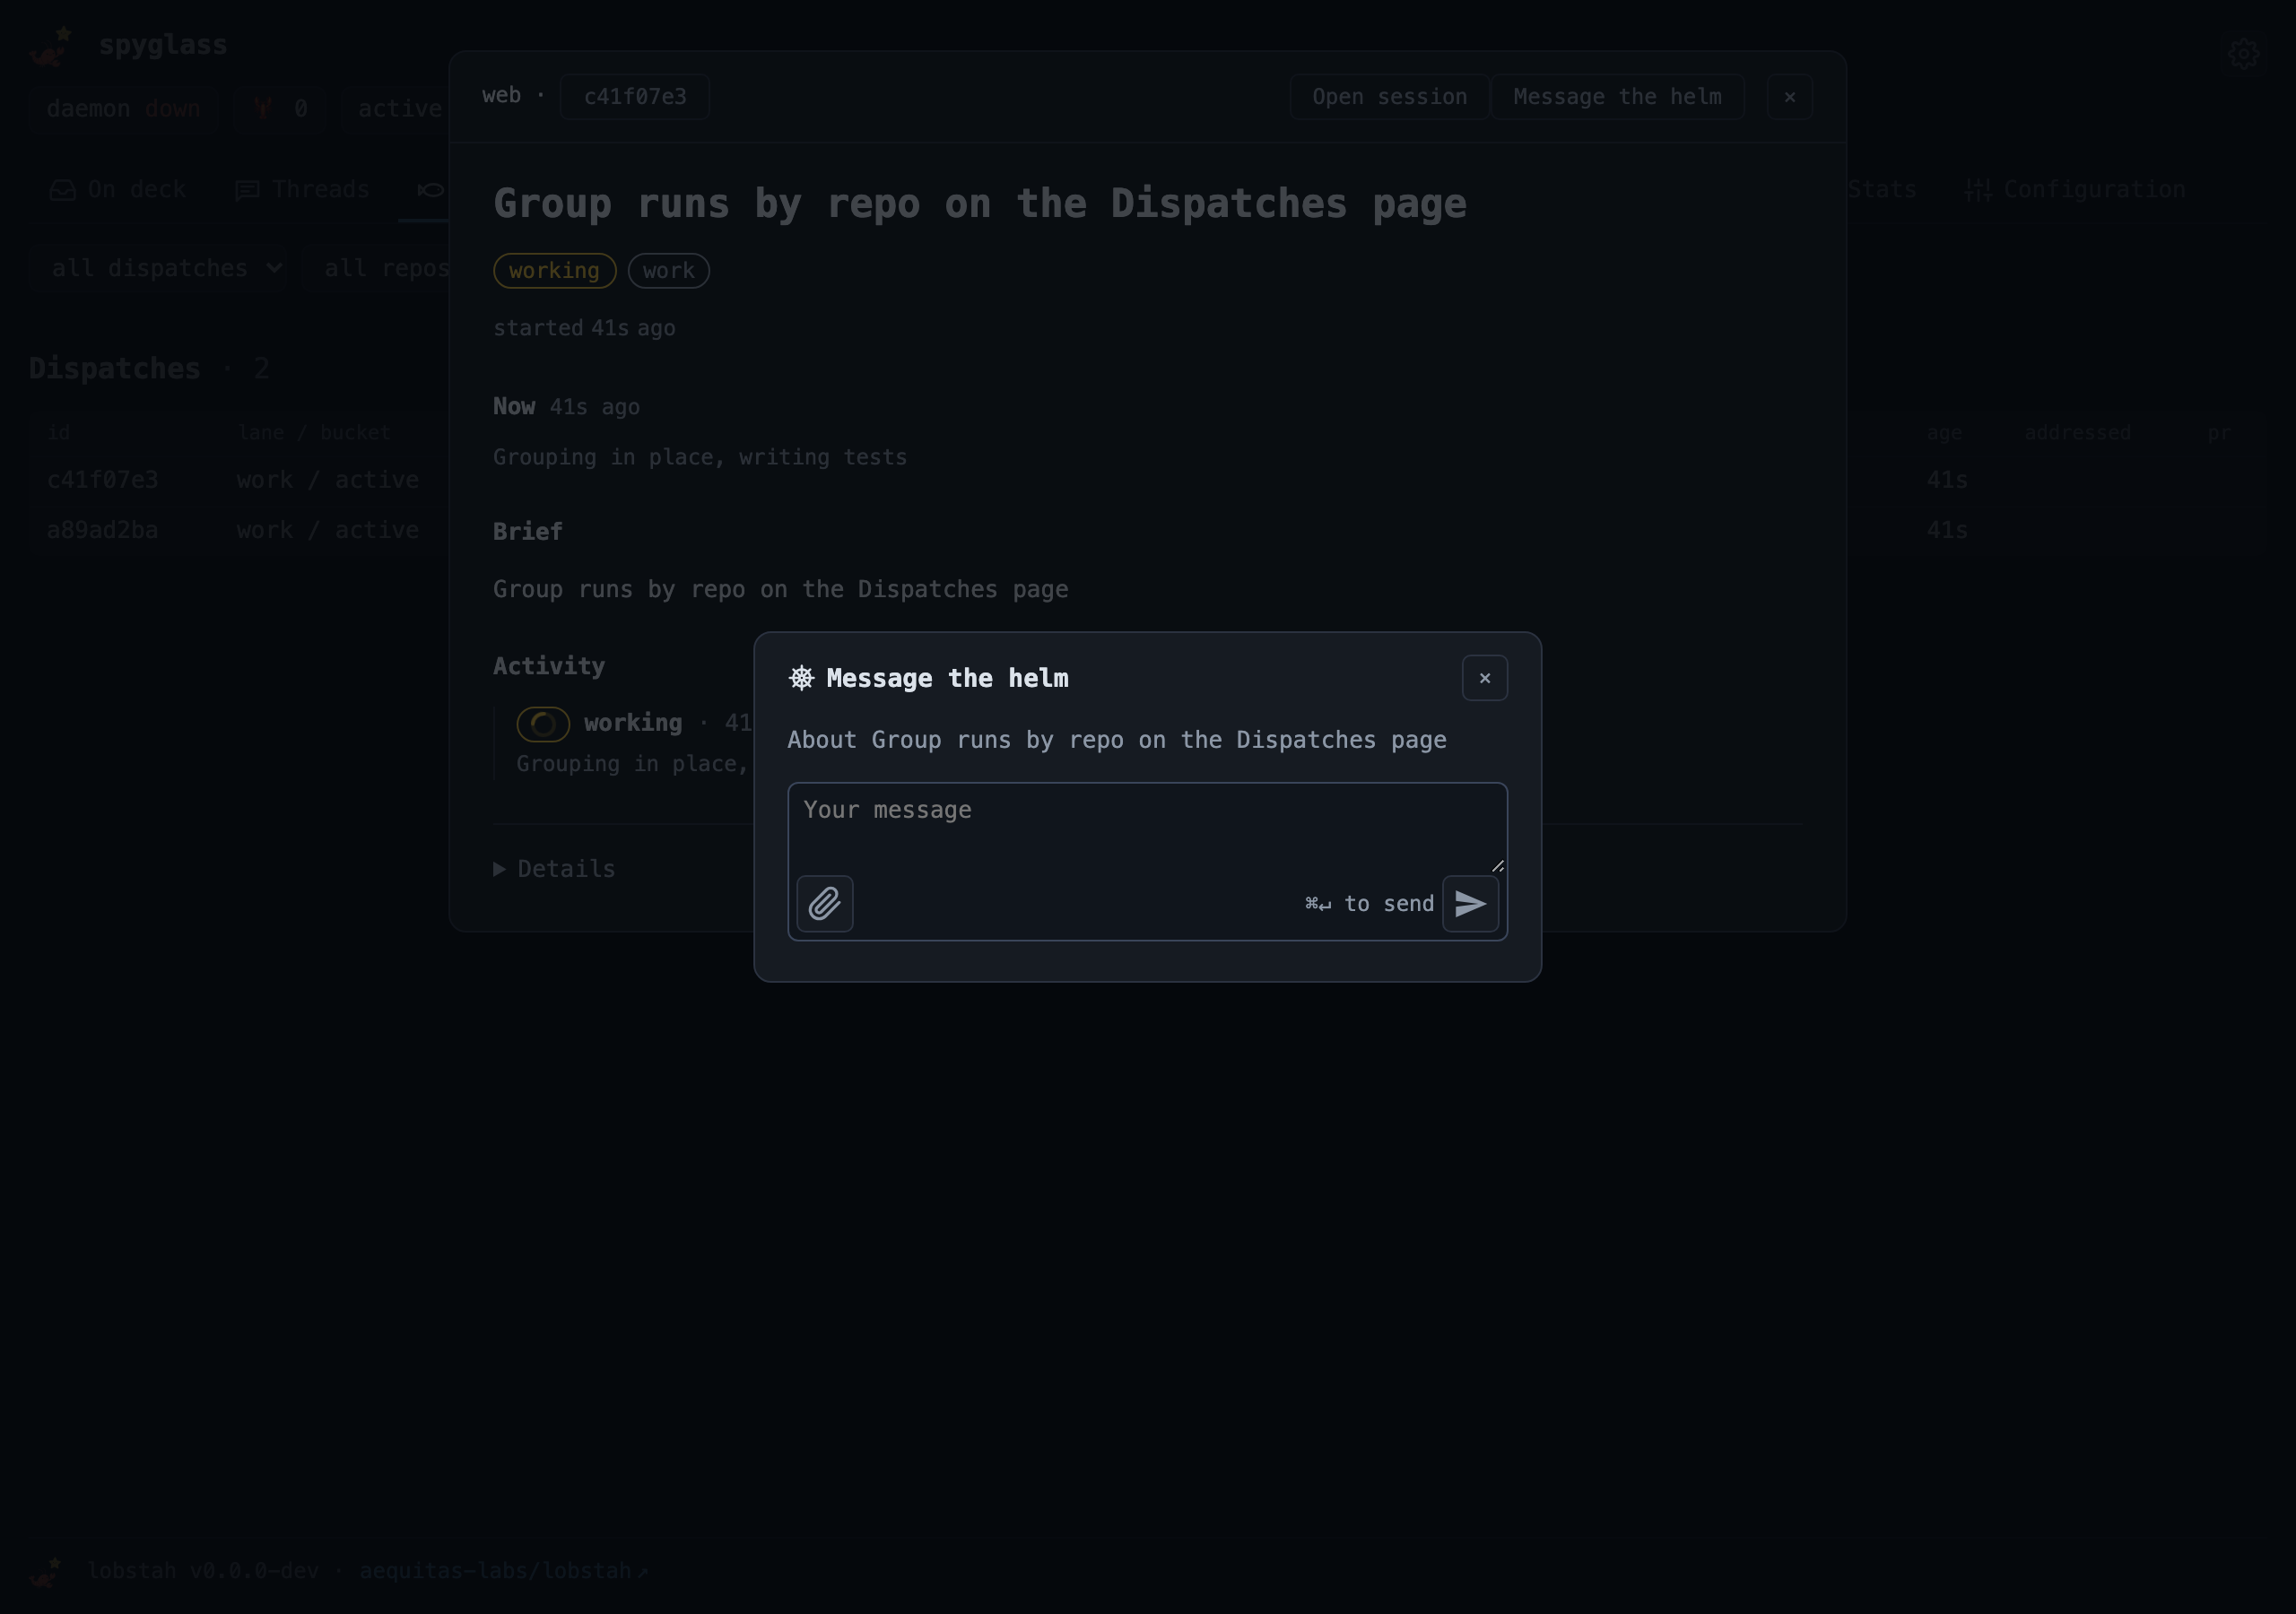 spyglass
daemon down 0 active
On deck Threads
Stats Configuration
all dispatches all repos
Dispatches · 2
id lane / bucket age addressed pr
c41f07e3 work / active 41s
a89ad2ba work / active 41s
web · c41f07e3 Open session Message the helm ×
Group runs by repo on the Dispatches page
working work
started 41s ago
Now 41s ago
Grouping in place, writing tests
Brief
Group runs by repo on the Dispatches page
Activity
working · 41
Grouping in place,
Details
Message the helm ×
About Group runs by repo on the Dispatches page
Your message
⌘↵ to send
lobstah v0.0.0-dev · aequitas-labs/lobstah↗